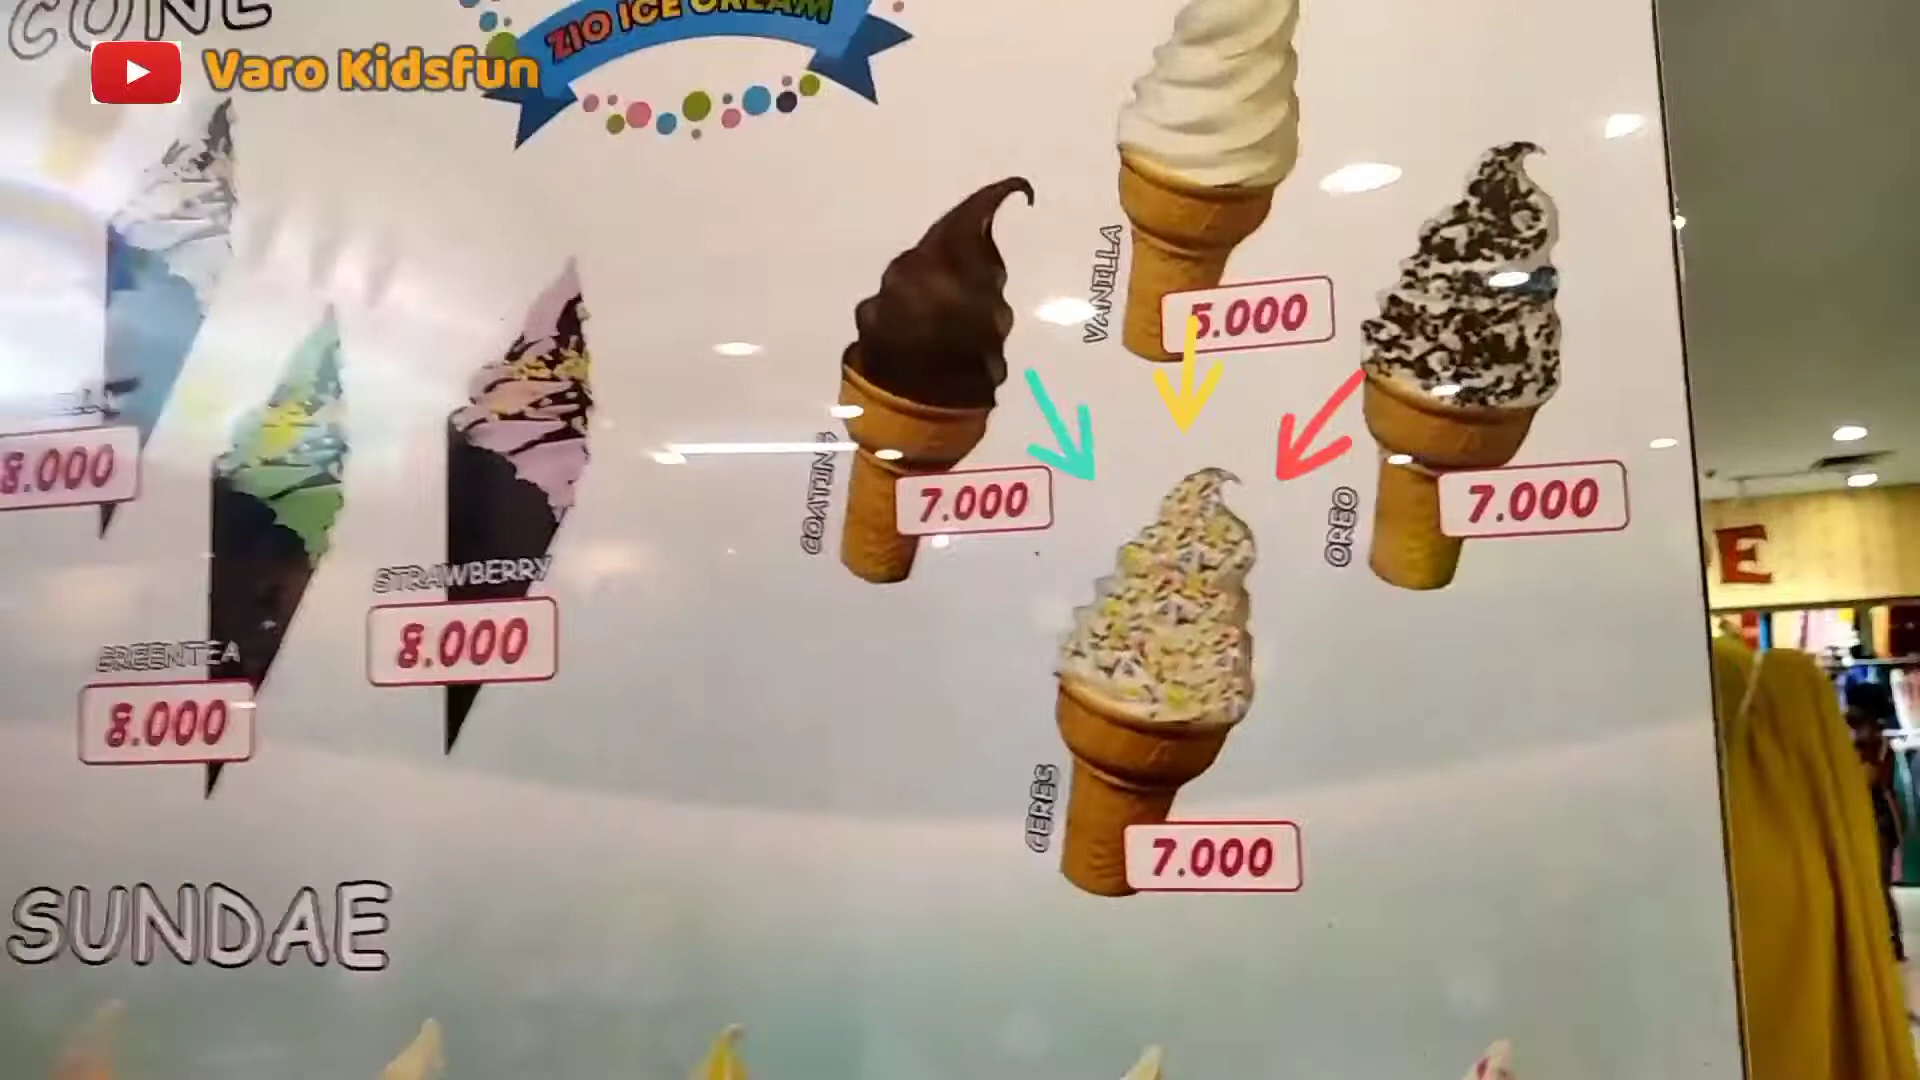 CONE
ZIO ICE CREAM
Varo Kidsfun
VANILLA
5.000
COATING
7.000
OREO
7.000
8.000
STRAWBERRY
8.000
GREENTEA
8.000
CERES
7.000
SUNDAE